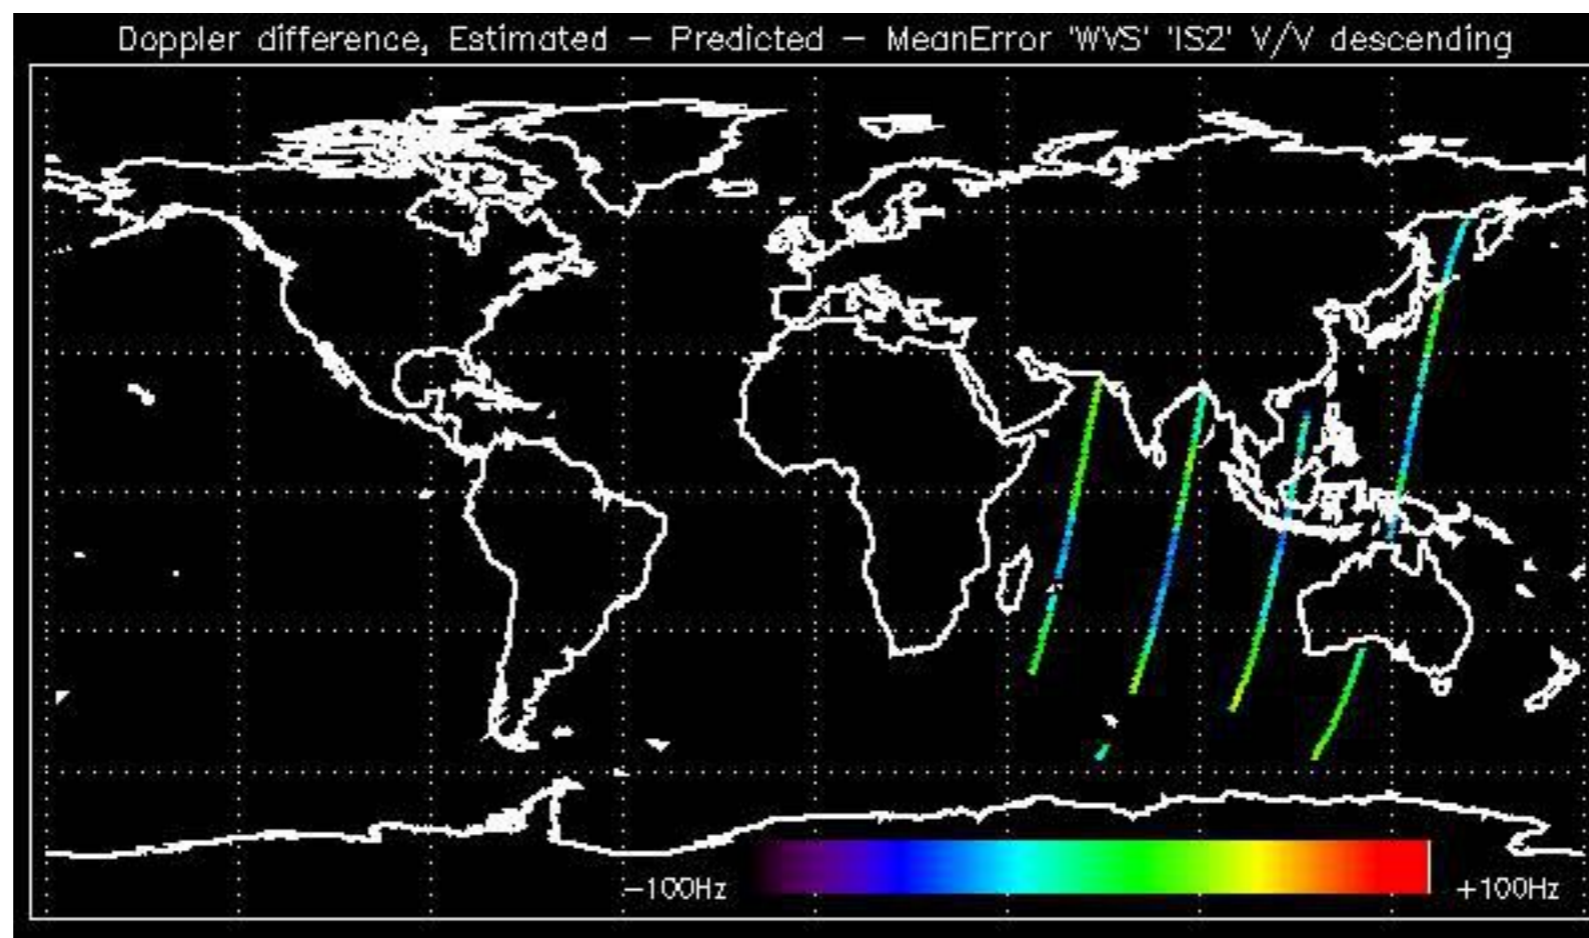 Doppler difference, Estimated – Predicted – MeanError 'WVS' 'IS2' V/V descending
–100Hz +100Hz